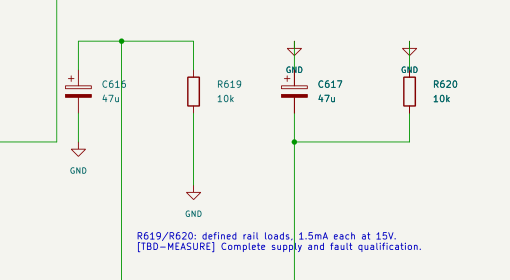 GND
GND
+
C616
47u
R619
10k
+
C617
47u
R620
10k
GND
GND
R619/R620: defined rail loads, 1.5mA each at 15V.
[TBD-MEASURE] Complete supply and fault qualification.